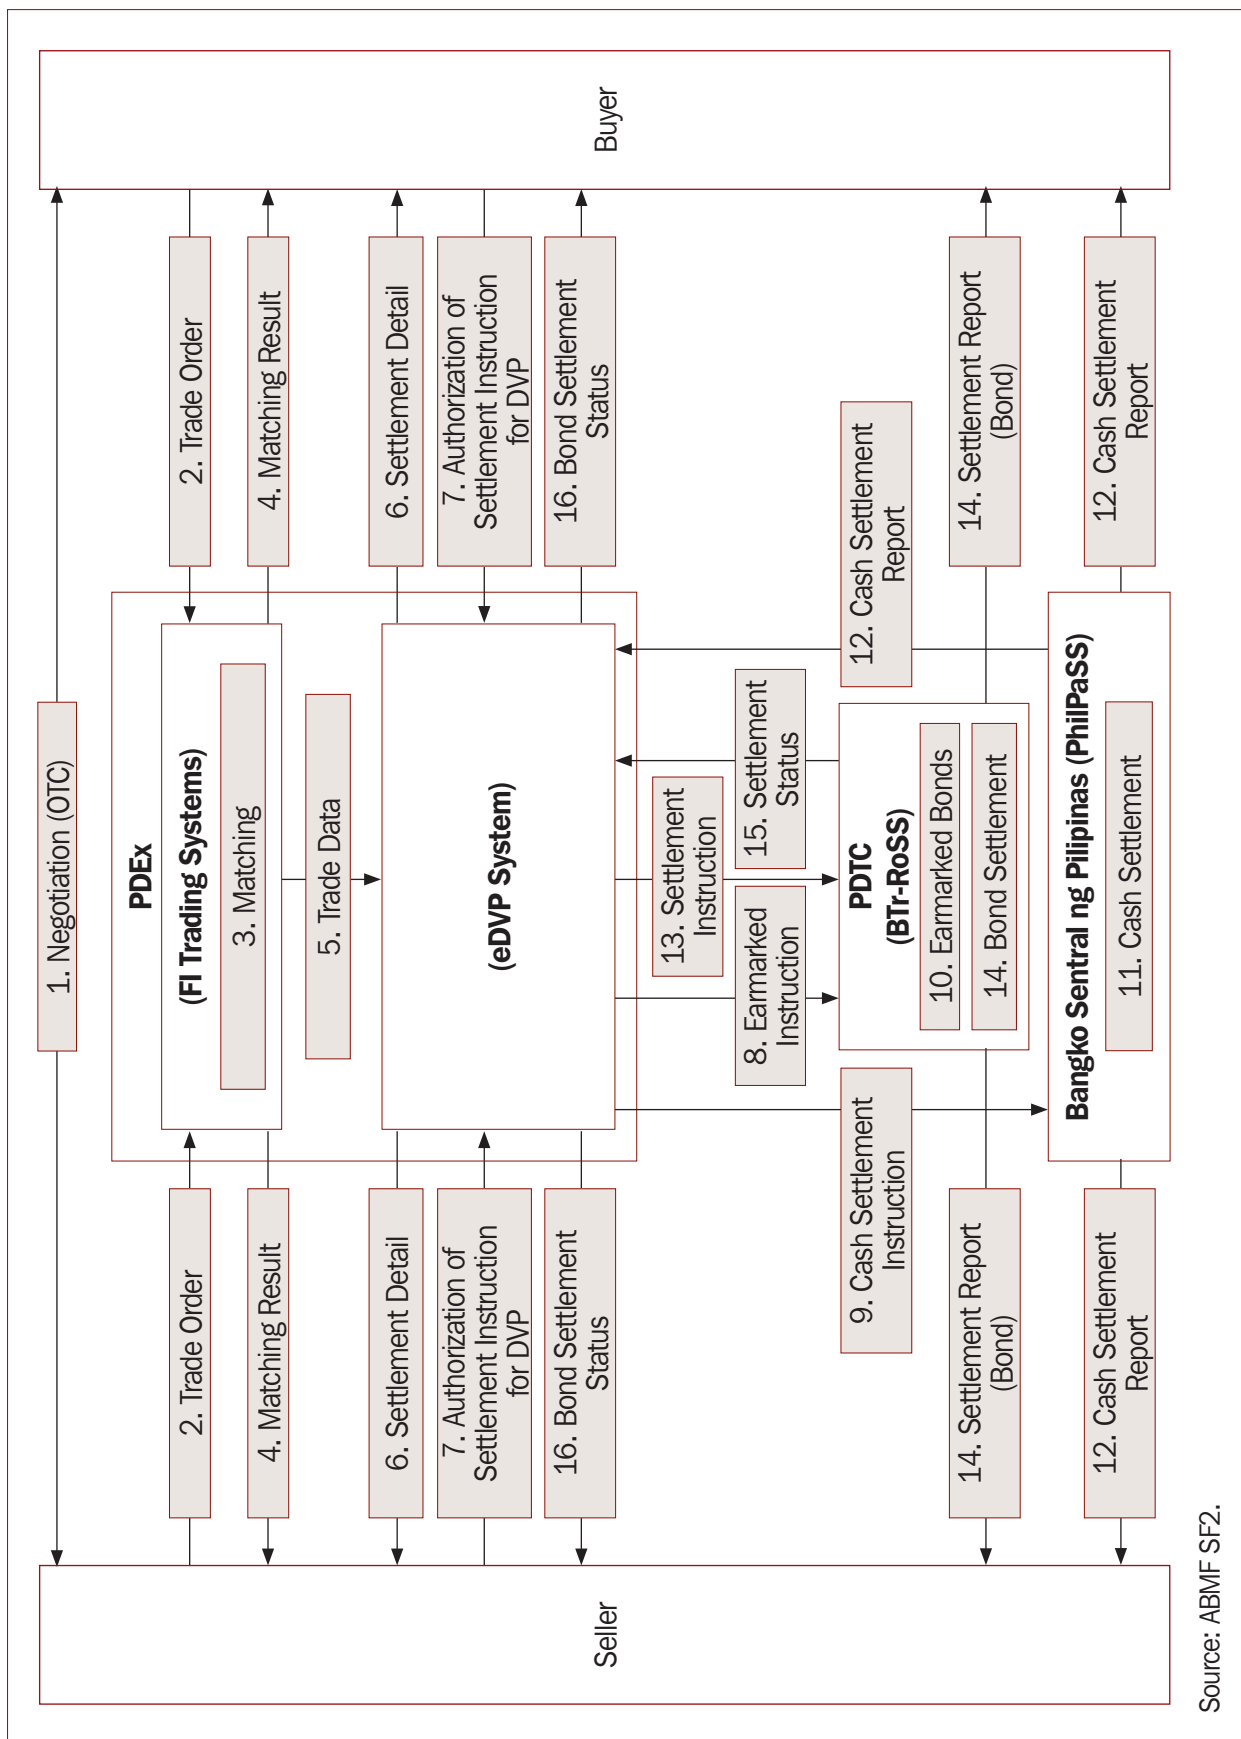 1. Negotiation (OTC)
Seller
Buyer
PDEx
(FI Trading Systems)
3. Matching
2. Trade Order
2. Trade Order
4. Matching Result
4. Matching Result
5. Trade Data
(eDVP System)
6. Settlement Detail
6. Settlement Detail
7. Authorization of
Settlement Instruction
for DVP
7. Authorization of
Settlement Instruction
for DVP
16. Bond Settlement
Status
16. Bond Settlement
Status
13. Settlement
Instruction
8. Earmarked
Instruction
15. Settlement
Status
9. Cash Settlement
Instruction
12. Cash Settlement
Report
PDTC
(BTr-RoSS)
10. Earmarked Bonds
14. Bond Settlement
14. Settlement Report
(Bond)
14. Settlement Report
(Bond)
Bangko Sentral ng Pilipinas (PhilPaSS)
11. Cash Settlement
12. Cash Settlement
Report
12. Cash Settlement
Report
Source: ABMF SF2.